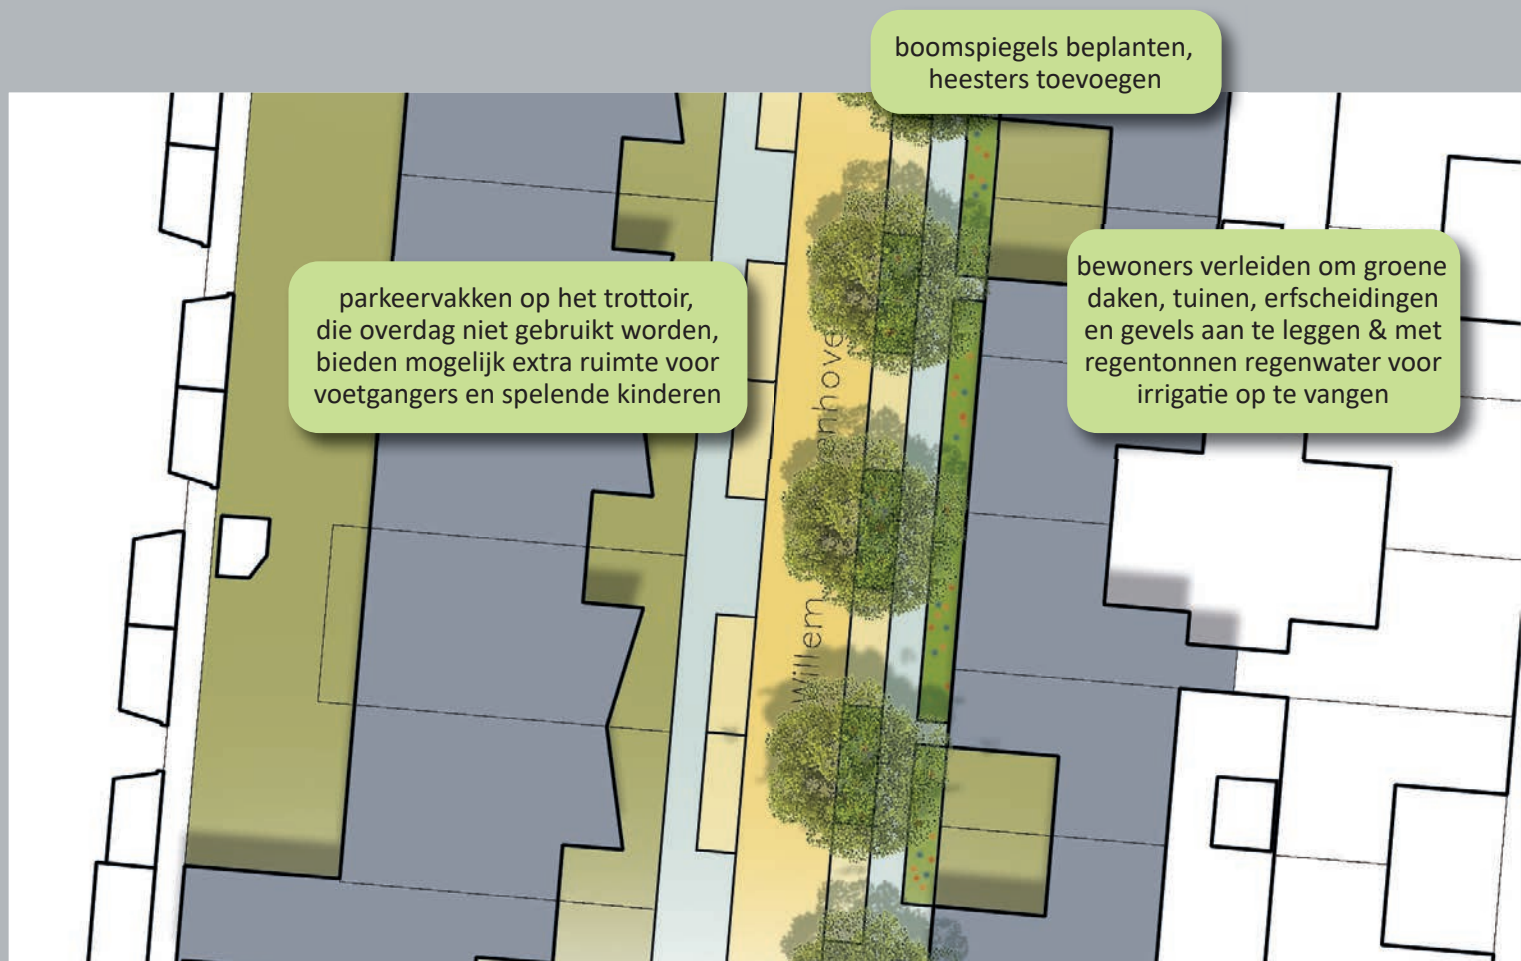 boomspiegels beplanten,
heesters toevoegen
parkeervakken op het trottoir,
die overdag niet gebruikt worden,
bieden mogelijk extra ruimte voor
voetgangers en spelende kinderen
bewoners verleiden om groene
daken, tuinen, erfscheidingen
en gevels aan te leggen & met
regentonnen regenwater voor
irrigatie op te vangen
Willem